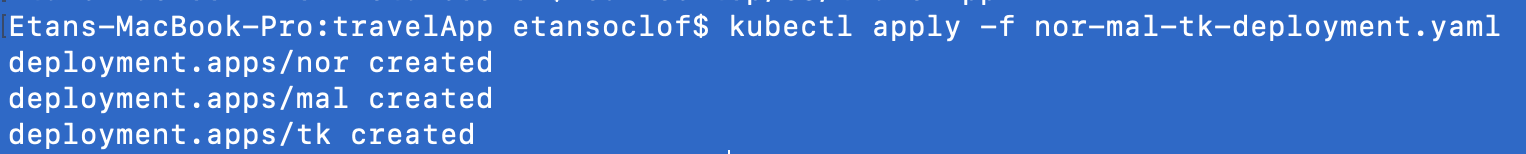 Etans-MacBook-Pro:travelApp etansoclof$ kubectl apply -f nor-mal-tk-deployment.yaml
deployment.apps/nor created
deployment.apps/mal created
deployment.apps/tk created